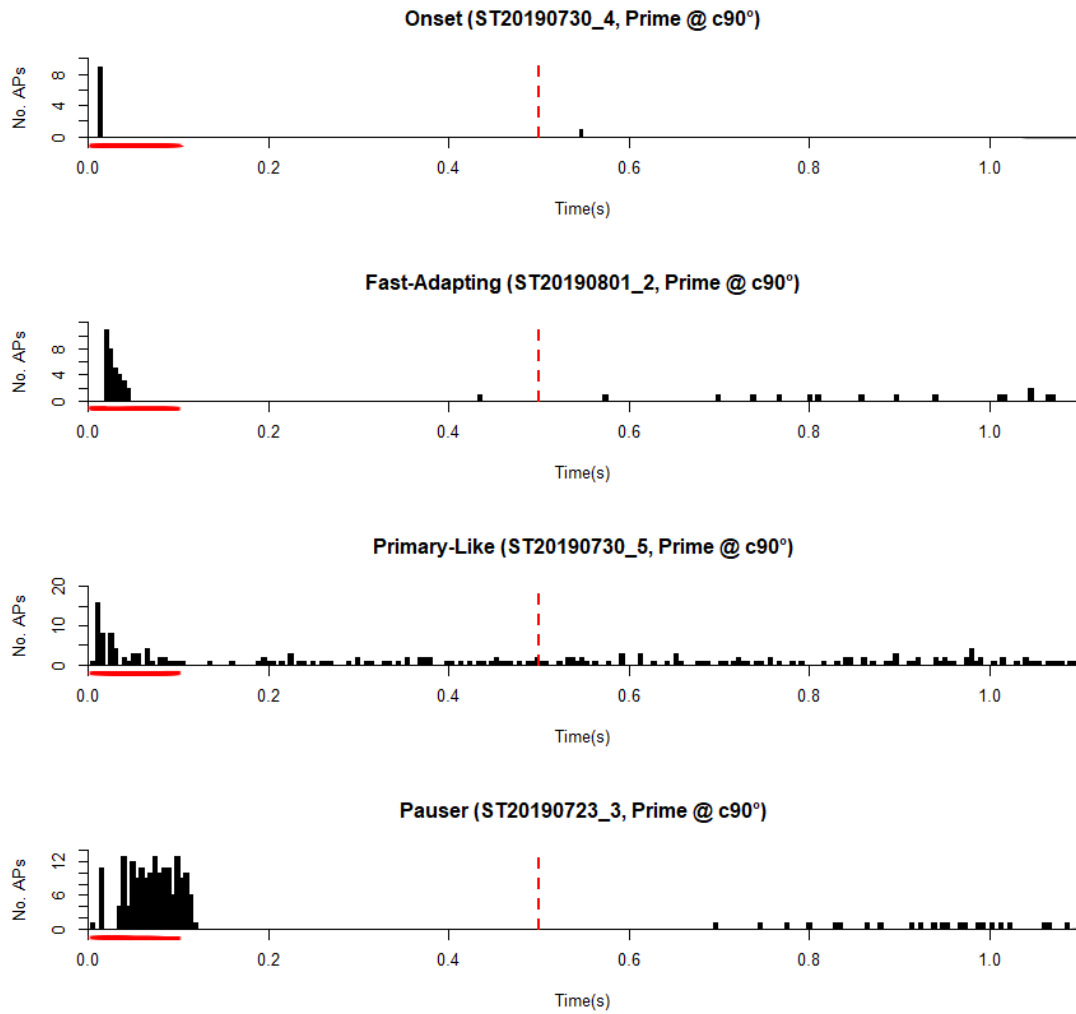 Onset (ST20190730_4, Prime @ c90°)
No. APs
0 4 8
0.0 0.2 0.4 0.6 0.8 1.0
Time(s)
Fast-Adapting (ST20190801_2, Prime @ c90°)
No. APs
0 4 8
0.0 0.2 0.4 0.6 0.8 1.0
Time(s)
Primary-Like (ST20190730_5, Prime @ c90°)
No. APs
0 10 20
0.0 0.2 0.4 0.6 0.8 1.0
Time(s)
Pauser (ST20190723_3, Prime @ c90°)
No. APs
0 6 12
0.0 0.2 0.4 0.6 0.8 1.0
Time(s)